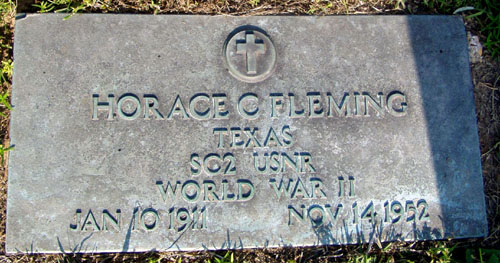 HORACE C FLEMING
TEXAS
SC2 USNR
WORLD WAR II
JAN 10 1911 NOV 14 1952